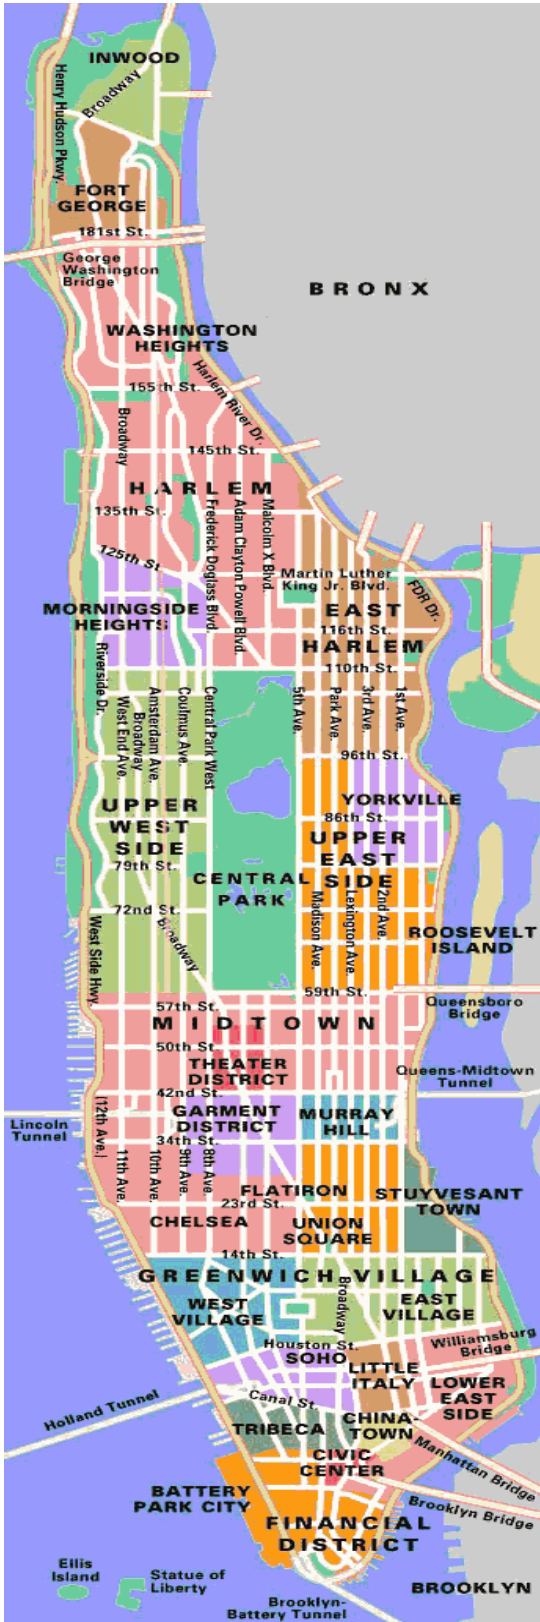 INWOOD
Broadway
Henry Hudson Pkwy.
FORT
GEORGE
181st St.
George
Washington
Bridge
BRONX
WASHINGTON
HEIGHTS
155th St.
Harlem River Dr.
Broadway
145th St.
HARLEM
135th St.
Frederick Doglass Blvd.
Adam Clayton Powell Blvd.
Malcolm X Blvd.
125th St
Martin Luther
King Jr. Blvd.
FDR Dr.
EAST
HARLEM
MORNINGSIDE
HEIGHTS
116th St.
110th St.
Riverside Dr.
West End Ave.
Broadway
Amsterdam Ave.
Coulmus Ave.
Central Park West
5th Ave.
Park Ave.
3rd Ave.
1st Ave.
96th St.
YORKVILLE
UPPER
WEST
SIDE
86th St.
UPPER
EAST
SIDE
79th St.
CENTRAL
PARK
Madison Ave.
Lexington Ave.
2nd Ave.
72nd St.
Broadway
West Side Hwy.
ROOSEVELT
ISLAND
59th St.
Queensboro
Bridge
57th St.
MIDTOWN
50th St.
THEATER
DISTRICT
Queens-Midtown
Tunnel
42nd St.
Lincoln
Tunnel
(12th Ave.)
GARMENT
DISTRICT
MURRAY
HILL
34th St.
11th Ave.
10th Ave.
9th Ave.
8th Ave.
FLATIRON
STUYVESANT
TOWN
23rd St.
CHELSEA
UNION
SQUARE
14th St.
GREENWICH VILLAGE
WEST
VILLAGE
Broadway
EAST
VILLAGE
Houston St.
Williamsburg
Bridge
SOHO
LITTLE
ITALY
LOWER
EAST
SIDE
Holland Tunnel
Canal St.
CHINA-
TOWN
TRIBECA
CIVIC
CENTER
Manhattan Bridge
BATTERY
PARK CITY
Brooklyn Bridge
FINANCIAL
DISTRICT
Ellis
Island
Statue of
Liberty
BROOKLYN
Brooklyn-
Battery Tunnel